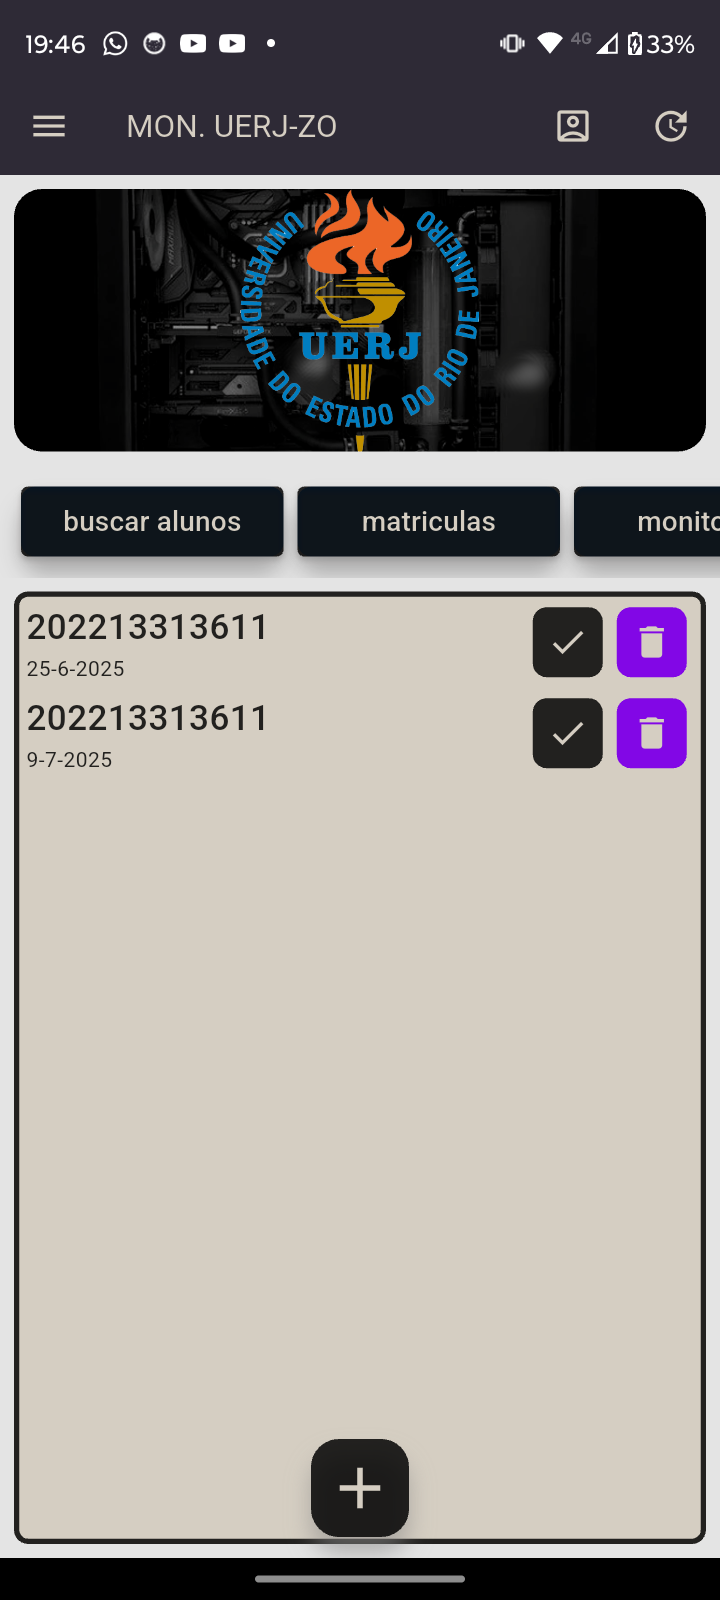 19:46
4G
33%
MON. UERJ-ZO
UNIVERSIDADE DO ESTADO DO RIO DE JANEIRO
UERJ
buscar alunos
matriculas
monito
202213313611
25-6-2025
202213313611
9-7-2025